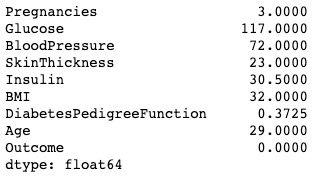 Pregnancies 3.0000
Glucose 117.0000
BloodPressure 72.0000
SkinThickness 23.0000
Insulin 30.5000
BMI 32.0000
DiabetesPedigreeFunction 0.3725
Age 29.0000
Outcome 0.0000
dtype: float64